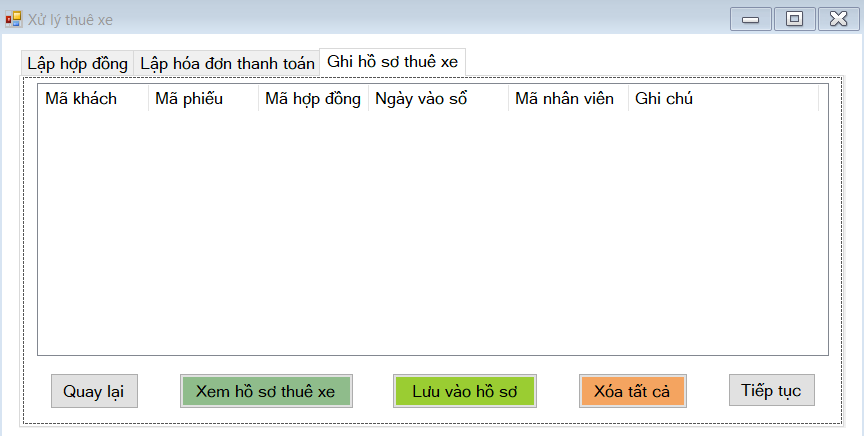 Xử lý thuê xe
Lập hợp đồng Lập hóa đơn thanh toán Ghi hồ sơ thuê xe
Mã khách Mã phiếu Mã hợp đồng Ngày vào sổ Mã nhân viên Ghi chú
Quay lại Xem hồ sơ thuê xe Lưu vào hồ sơ Xóa tất cả Tiếp tục